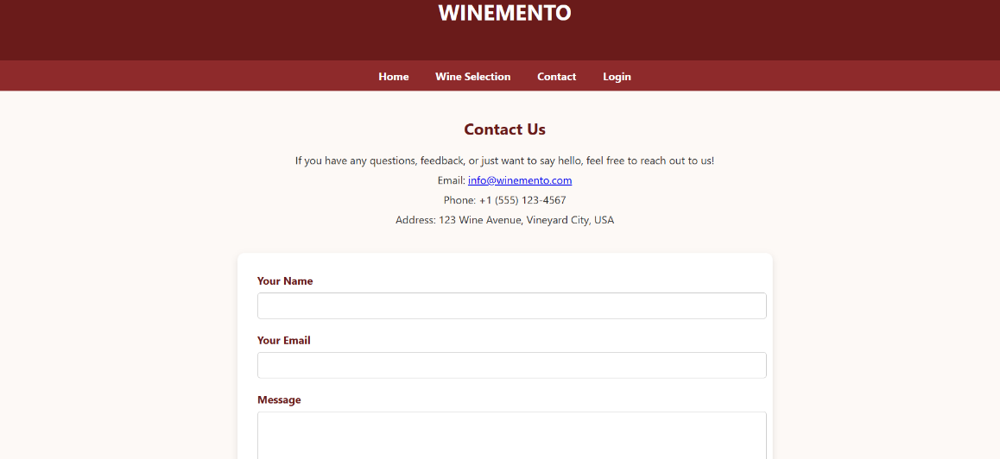 WINEMENTO
Home Wine Selection Contact Login
Contact Us
If you have any questions, feedback, or just want to say hello, feel free to reach out to us!
Email: info@winemento.com
Phone: +1 (555) 123-4567
Address: 123 Wine Avenue, Vineyard City, USA
Your Name
Your Email
Message